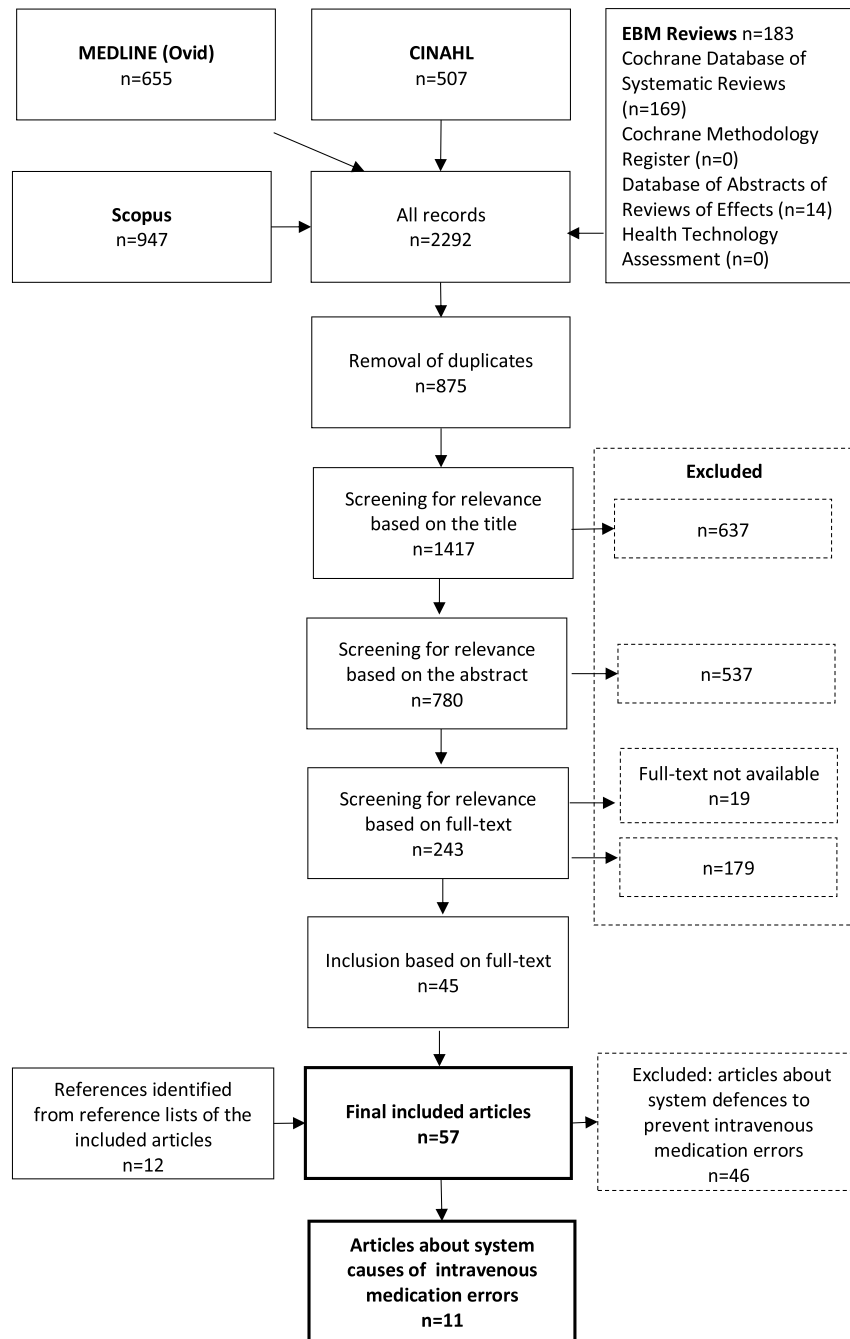 MEDLINE (Ovid)
n=655
CINAHL
n=507
EBM Reviews n=183
Cochrane Database of
Systematic Reviews
(n=169)
Cochrane Methodology
Register (n=0)
Database of Abstracts of
Reviews of Effects (n=14)
Health Technology
Assessment (n=0)
Scopus
n=947
All records
n=2292
Removal of duplicates
n=875
Screening for relevance
based on the title
n=1417
Excluded
n=637
Screening for relevance
based on the abstract
n=780
n=537
Screening for relevance
based on full-text
n=243
Full-text not available
n=19
n=179
Inclusion based on full-text
n=45
References identified
from reference lists of the
included articles
n=12
Final included articles
n=57
Excluded: articles about
system defences to
prevent intravenous
medication errors
n=46
Articles about system
causes of intravenous
medication errors
n=11